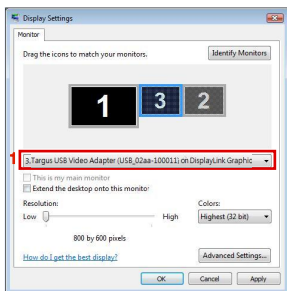 Display Settings
Monitor
Drag the icons to match your monitors.
Identify Monitors
1
3
2
1
3,Targus USB Video Adapter (USB_02aa-100011) on DisplayLink Graphic
This is my main monitor
Extend the desktop onto this monitor
Resolution:
Colors:
Low
High
Highest (32 bit)
800 by 600 pixels
How do I get the best display?
Advanced Settings...
OK
Cancel
Apply